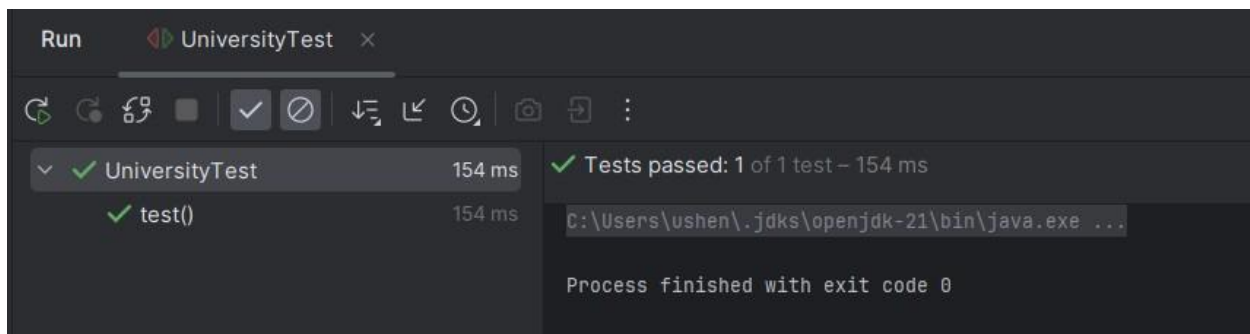 Run UniversityTest
UniversityTest 154 ms
test() 154 ms
Tests passed: 1 of 1 test – 154 ms
C:\Users\ushen\.jdks\openjdk-21\bin\java.exe ...
Process finished with exit code 0